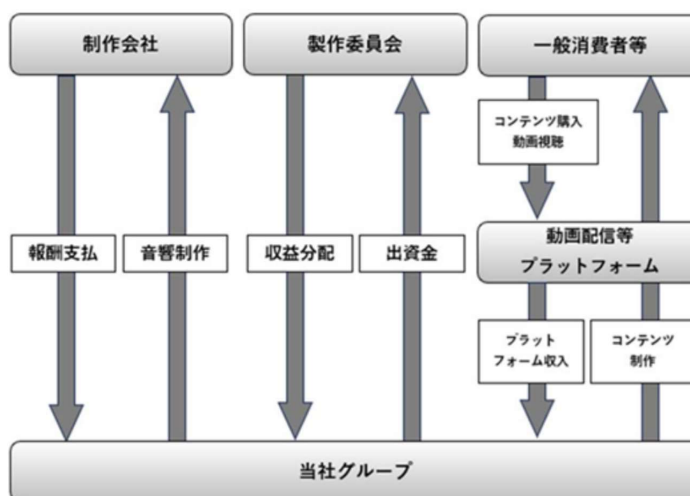 制作会社
製作委員会
一般消費者等
コンテンツ購入
動画視聴
報酬支払
音響制作
収益分配
出資金
動画配信等
プラットフォーム
プラット
フォーム収入
コンテンツ
制作
当社グループ